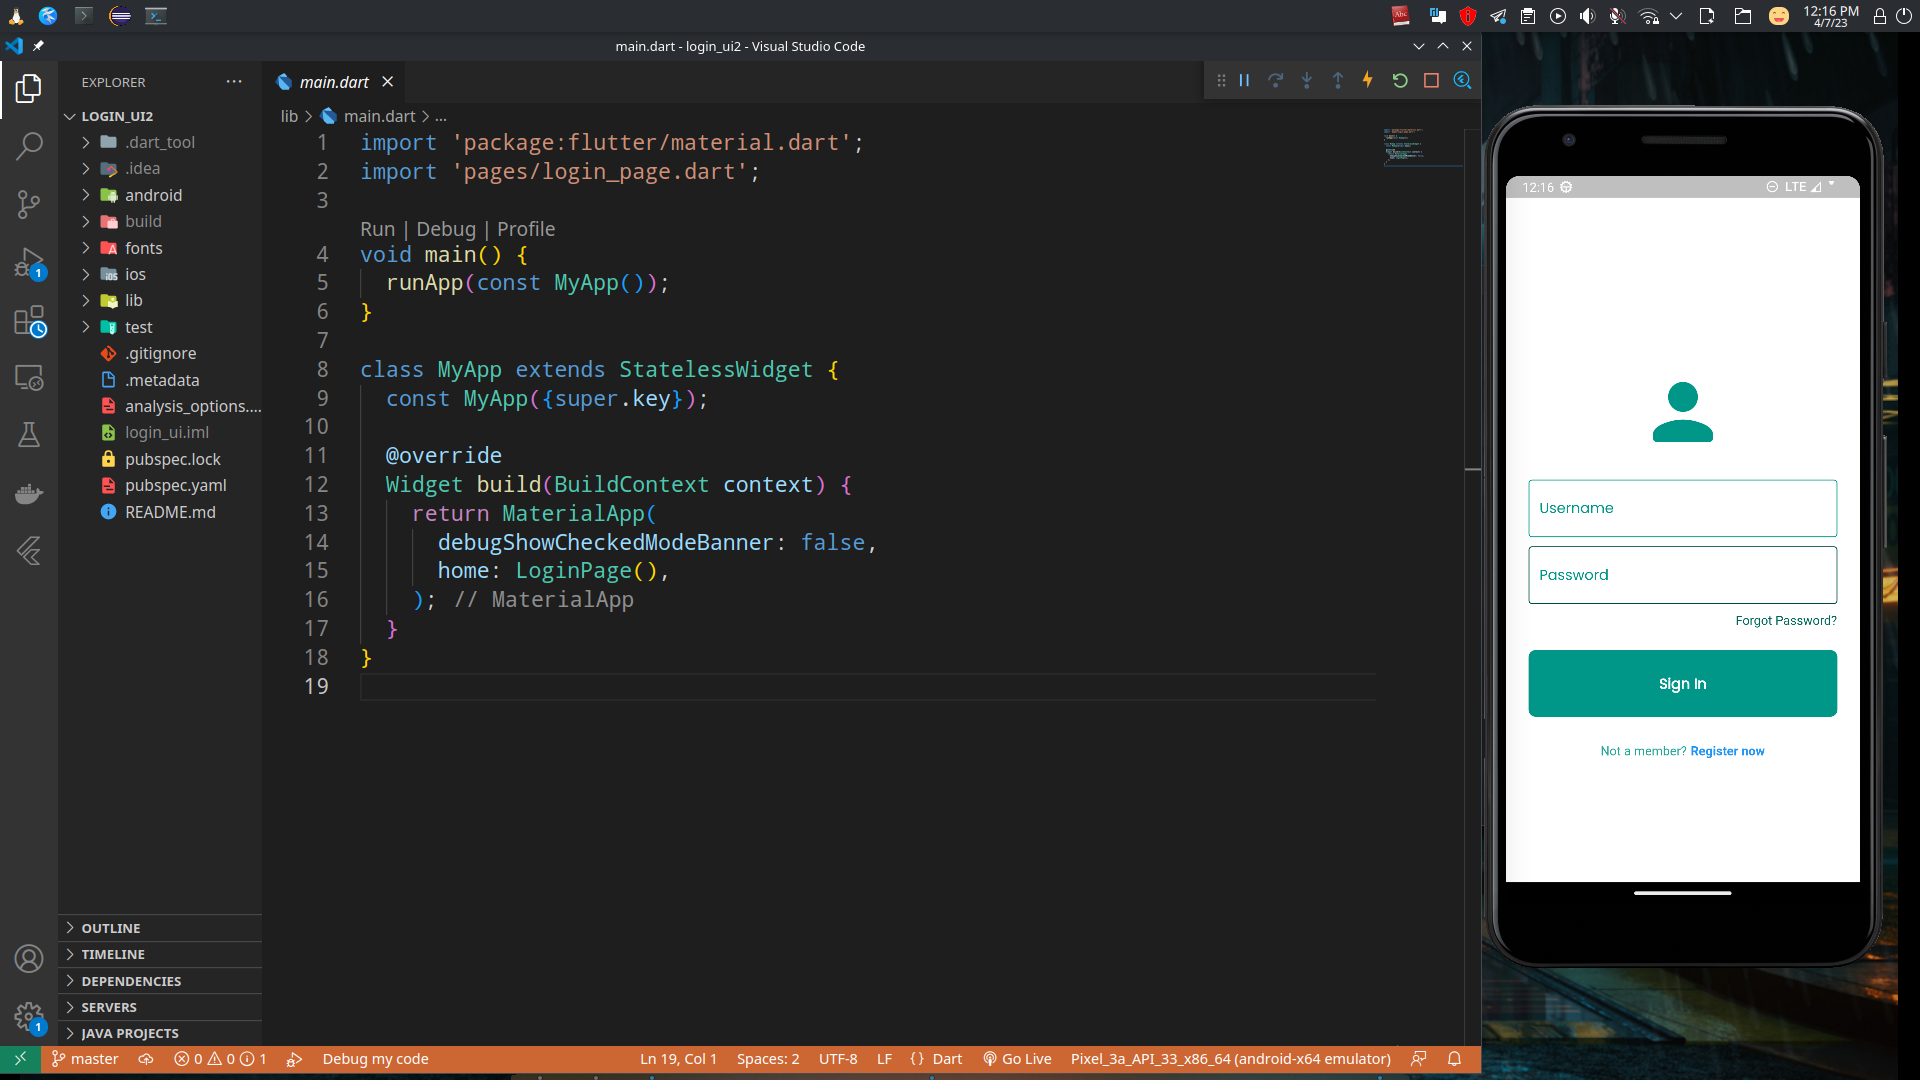 12:16 PM
4/7/23
main.dart - login_ui2 - Visual Studio Code
EXPLORER
main.dart
LOGIN_UI2
.dart_tool
.idea
android
build
fonts
ios
lib
test
.gitignore
.metadata
analysis_options....
login_ui.iml
pubspec.lock
pubspec.yaml
README.md
OUTLINE
TIMELINE
DEPENDENCIES
SERVERS
JAVA PROJECTS
1
1
lib > main.dart > ...
1 import 'package:flutter/material.dart';
2 import 'pages/login_page.dart';
3
Run | Debug | Profile
4 void main() {
5 runApp(const MyApp());
6 }
7
8 class MyApp extends StatelessWidget {
9 const MyApp({super.key});
10
11 @override
12 Widget build(BuildContext context) {
13 return MaterialApp(
14 debugShowCheckedModeBanner: false,
15 home: LoginPage(),
16 ); // MaterialApp
17 }
18 }
19
master 0 0 1 Debug my code Ln 19, Col 1 Spaces: 2 UTF-8 LF {} Dart Go Live Pixel_3a_API_33_x86_64 (android-x64 emulator)
12:16 LTE
Username
Password
Forgot Password?
Sign In
Not a member? Register now